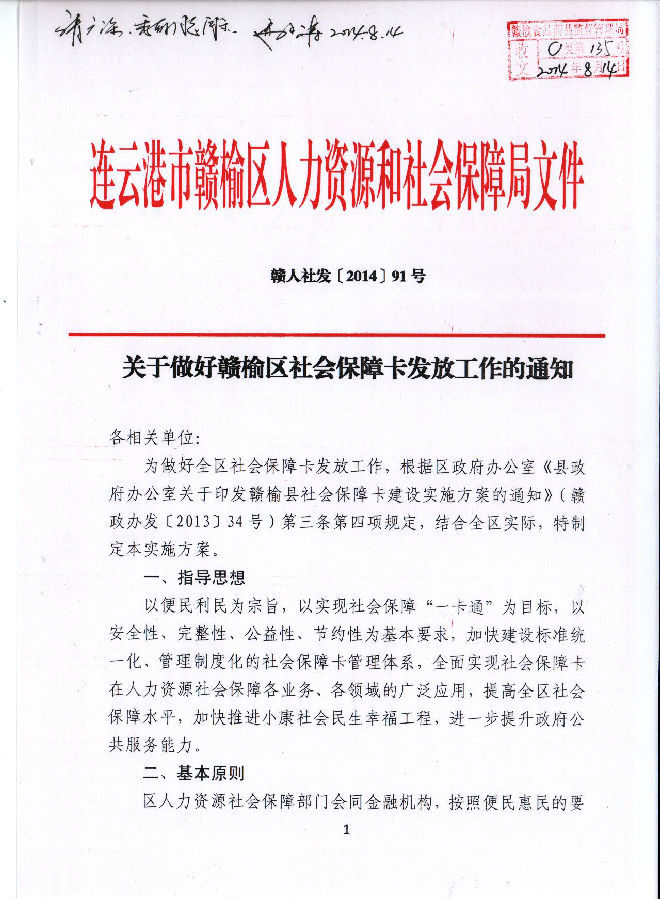 2014.8.14
135
2014年8月14日
连云港市赣榆区人力资源和社会保障局文件
赣人社发〔2014〕91号
关于做好赣榆区社会保障卡发放工作的通知
各相关单位：
为做好全区社会保障卡发放工作，根据区政府办公室《县政
府办公室关于印发赣榆县社会保障卡建设实施方案的通知》（赣
政办发〔2013〕34号）第三条第四项规定，结合全区实际，特制
定本实施方案。
一、指导思想
以便民利民为宗旨，以实现社会保障“一卡通”为目标，以
安全性、完整性、公益性、节约性为基本要求，加快建设标准统
一化、管理制度化的社会保障卡管理体系，全面实现社会保障卡
在人力资源社会保障各业务、各领域的广泛应用，提高全区社会
保障水平，加快推进小康社会民生幸福工程，进一步提升政府公
共服务能力。
二、基本原则
区人力资源社会保障部门会同金融机构，按照便民惠民的要
1